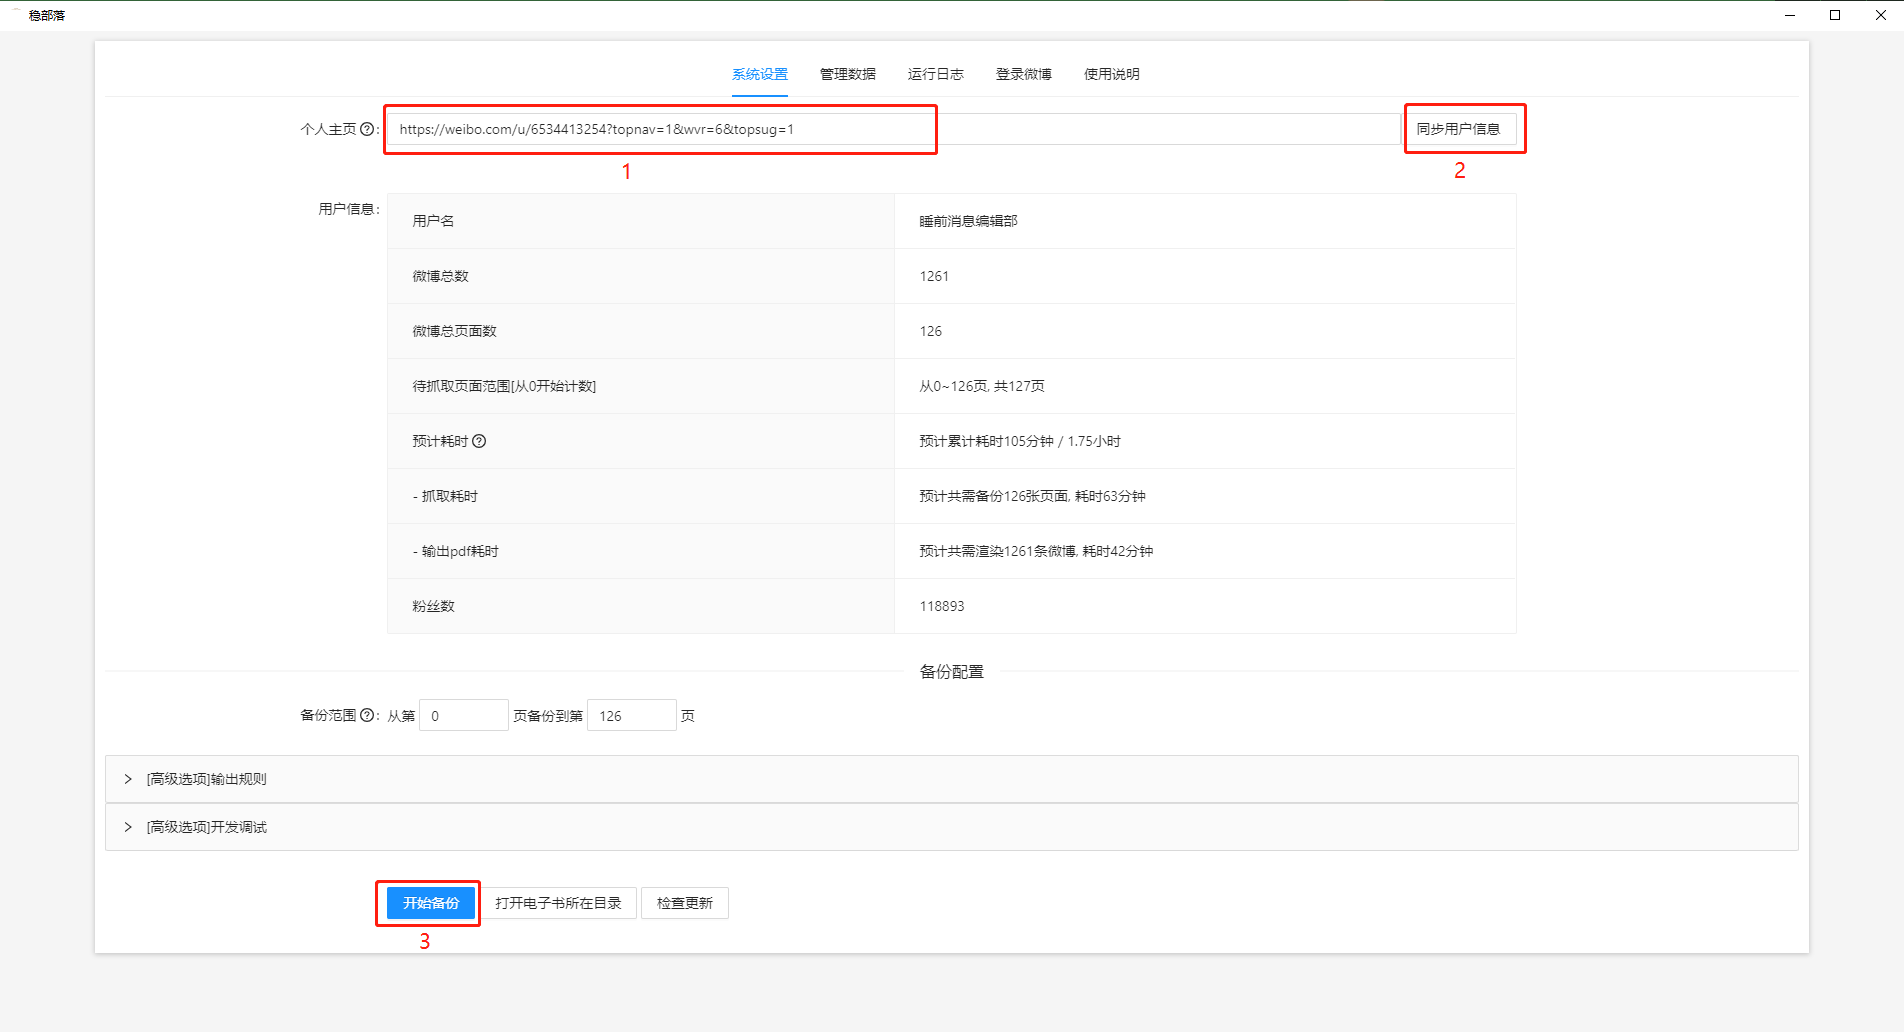 稳部落
系统设置 管理数据 运行日志 登录微博 使用说明
个人主页 : https://weibo.com/u/6534413254?topnav=1&wvr=6&topsug=1 同步用户信息
1 2
用户信息:
用户名 睡前消息编辑部
微博总数 1261
微博总页面数 126
待抓取页面范围[从0开始计数] 从0~126页, 共127页
预计耗时 预计累计耗时105分钟 / 1.75小时
- 抓取耗时 预计共需备份126张页面, 耗时63分钟
- 输出pdf耗时 预计共需渲染1261条微博, 耗时42分钟
粉丝数 118893
备份配置
备份范围 : 从第 0 页备份到第 126 页
[高级选项]输出规则
[高级选项]开发调试
开始备份 打开电子书所在目录 检查更新
3